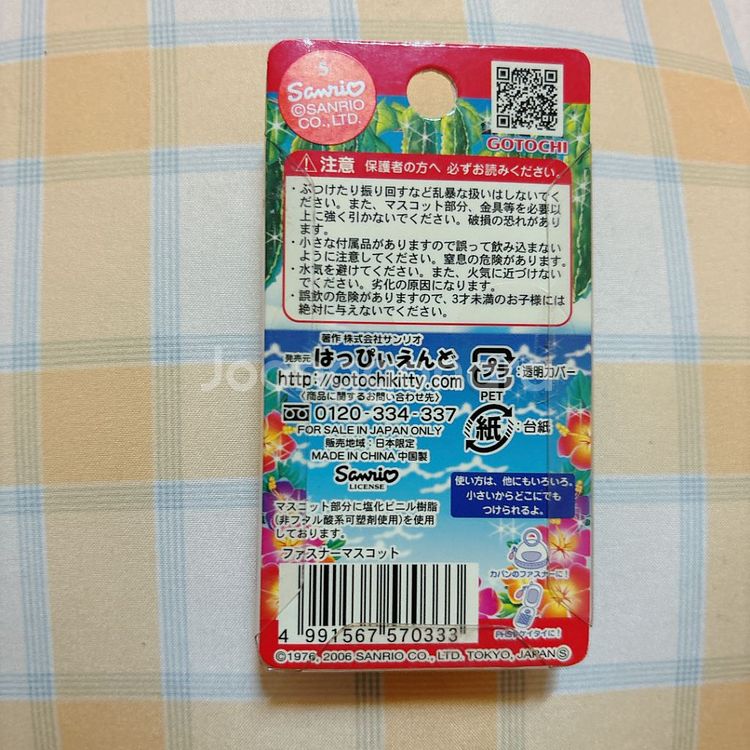 S.
Sanrio
©SANRIO
CO., LTD.
GOTOCHI
注意 保護者の方へ 必ずお読みください。
・ぶつけたり振り回すなど乱暴な扱いはしないでく
ださい。また、マスコット部分、金具等を必要以
上に強く引かないでください。破損の恐れがあり
ます。
・小さな付属品がありますので誤って飲み込まない
ように注意してください。窒息の危険があります。
・水気を避けてください。また、火気に近づけない
でください。劣化の原因になります。
・誤飲の危険がありますので、3才未満のお子様には
絶対に与えないでください。
著作 株式会社サンリオ
発売元 はっぴぃえんど
http://gotochikitty.com
〈商品に関するお問い合わせ先〉
0120-334-337
FOR SALE IN JAPAN ONLY
販売地域:日本限定
MADE IN CHINA 中国製
Sanrio
LICENSE
プラ :透明カバー
PET
紙 :台紙
マスコット部分に塩化ビニル樹脂
(非フタル酸系可塑剤使用)を使用
しております。
ファスナーマスコット
使い方は、他にもいろいろ。
小さいからどこにでも
つけられるよ。
カバンのファスナーに!
PHSやケイタイに!
4 991567 570333
©1976, 2006 SANRIO CO., LTD. TOKYO, JAPAN Ⓢ